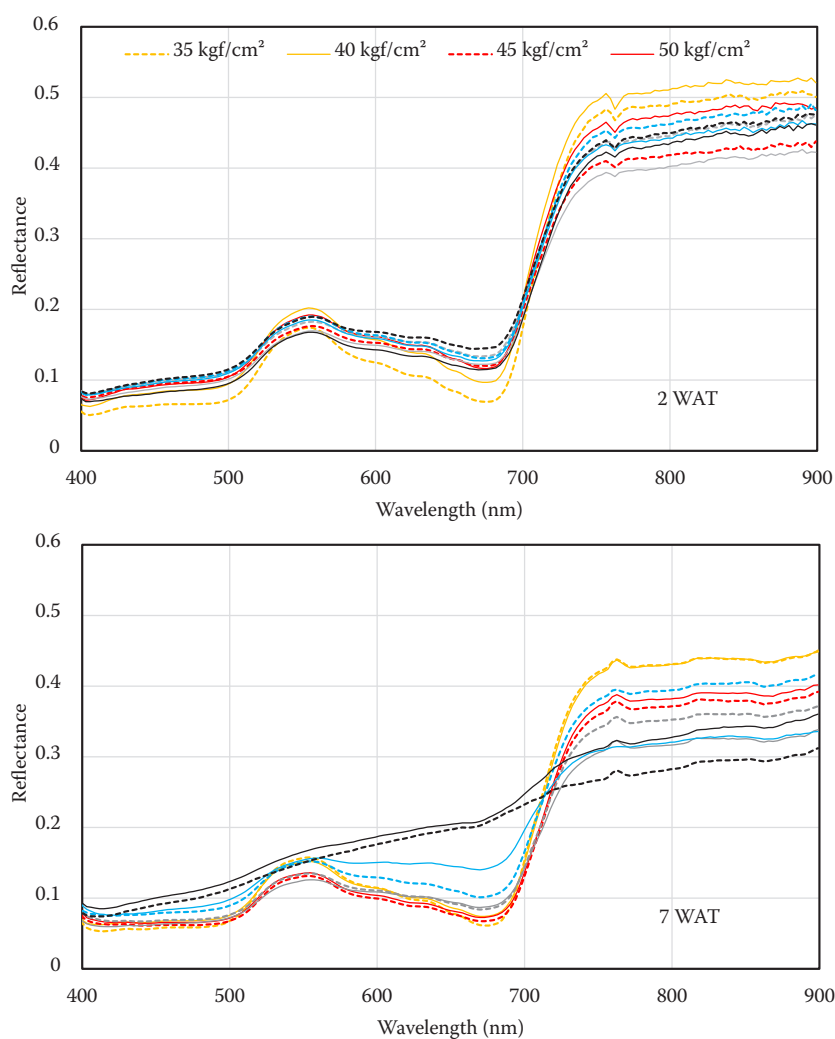 0.6
35 kgf/cm² 40 kgf/cm² 45 kgf/cm² 50 kgf/cm²
0.5
0.4
0.3
Reflectance
0.2
0.1
2 WAT
0
400 500 600 700 800 900
Wavelength (nm)
0.6
0.5
0.4
0.3
Reflectance
0.2
0.1
7 WAT
0
400 500 600 700 800 900
Wavelength (nm)